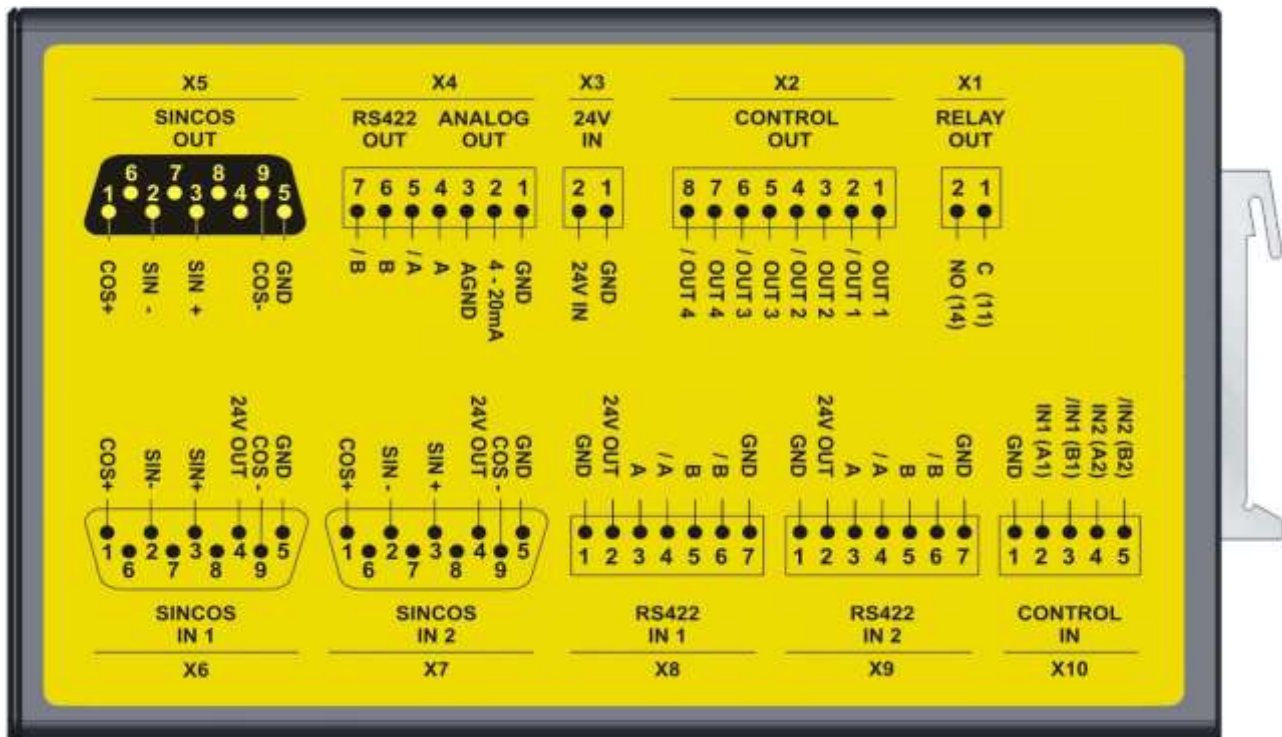 X5 X4 X3 X2 X1
SINCOS RS422 ANALOG 24V CONTROL RELAY
OUT OUT OUT IN OUT OUT
6 7 8 9
1 2 3 4 5
7 6 5 4 3 2 1
2 1
8 7 6 5 4 3 2 1
2 1
COS+
SIN -
SIN +
COS-
GND
/ B
B
/ A
A
AGND
4 - 20mA
GND
24V IN
GND
/ OUT 4
OUT 4
/ OUT 3
OUT 3
/ OUT 2
OUT 2
/ OUT 1
OUT 1
NO (14)
C (11)
COS+
SIN-
SIN+
24V OUT
COS -
GND
COS+
SIN -
SIN +
24V OUT
COS -
GND
GND
24V OUT
A
/ A
B
/ B
GND
GND
24V OUT
A
/ A
B
/ B
GND
GND
IN1 (A1)
/IN1 (B1)
IN2 (A2)
/IN2 (B2)
1 2 3 4 5
6 7 8 9
1 2 3 4 5
6 7 8 9
1 2 3 4 5 6 7
1 2 3 4 5 6 7
1 2 3 4 5
SINCOS SINCOS RS422 RS422 CONTROL
IN 1 IN 2 IN 1 IN 2 IN
X6 X7 X8 X9 X10